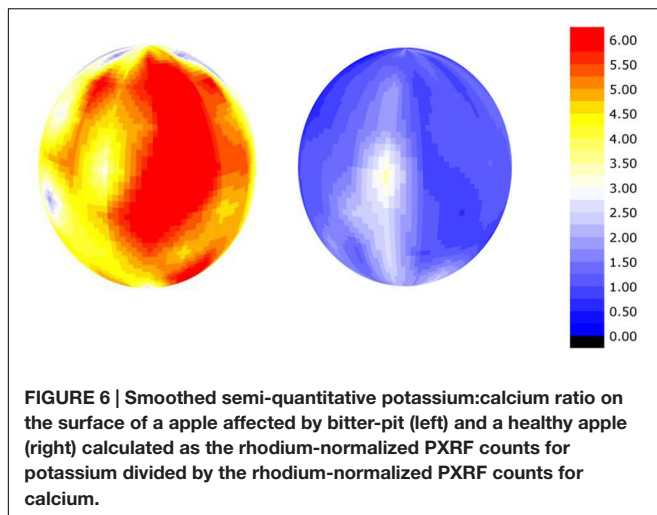 6.00
5.50
5.00
4.50
4.00
3.50
3.00
2.50
2.00
1.50
1.00
0.50
0.00
FIGURE 6 | Smoothed semi-quantitative potassium:calcium ratio on
the surface of a apple affected by bitter-pit (left) and a healthy apple
(right) calculated as the rhodium-normalized PXRF counts for
potassium divided by the rhodium-normalized PXRF counts for
calcium.